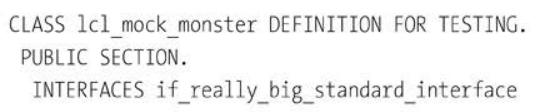 CLASS lcl_mock_monster DEFINITION FOR TESTING.
PUBLIC SECTION.
INTERFACES if_really_big_standard_interface